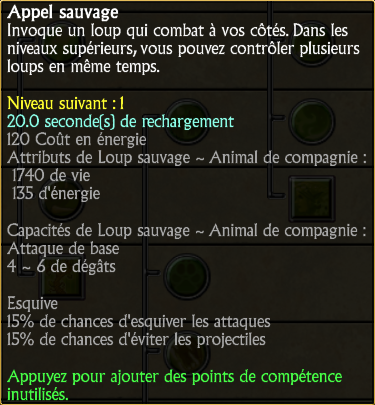 Appel sauvage
Invoque un loup qui combat à vos côtés. Dans les
niveaux supérieurs, vous pouvez contrôler plusieurs
loups en même temps.
Niveau suivant : 1
20.0 seconde(s) de rechargement
120 Coût en énergie
Attributs de Loup sauvage ~ Animal de compagnie :
1740 de vie
135 d'énergie
Capacités de Loup sauvage ~ Animal de compagnie :
Attaque de base
4 ~ 6 de dégâts
Esquive
15% de chances d'esquiver les attaques
15% de chances d'éviter les projectiles
Appuyez pour ajouter des points de compétence
inutilisés.